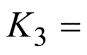 K₃ =